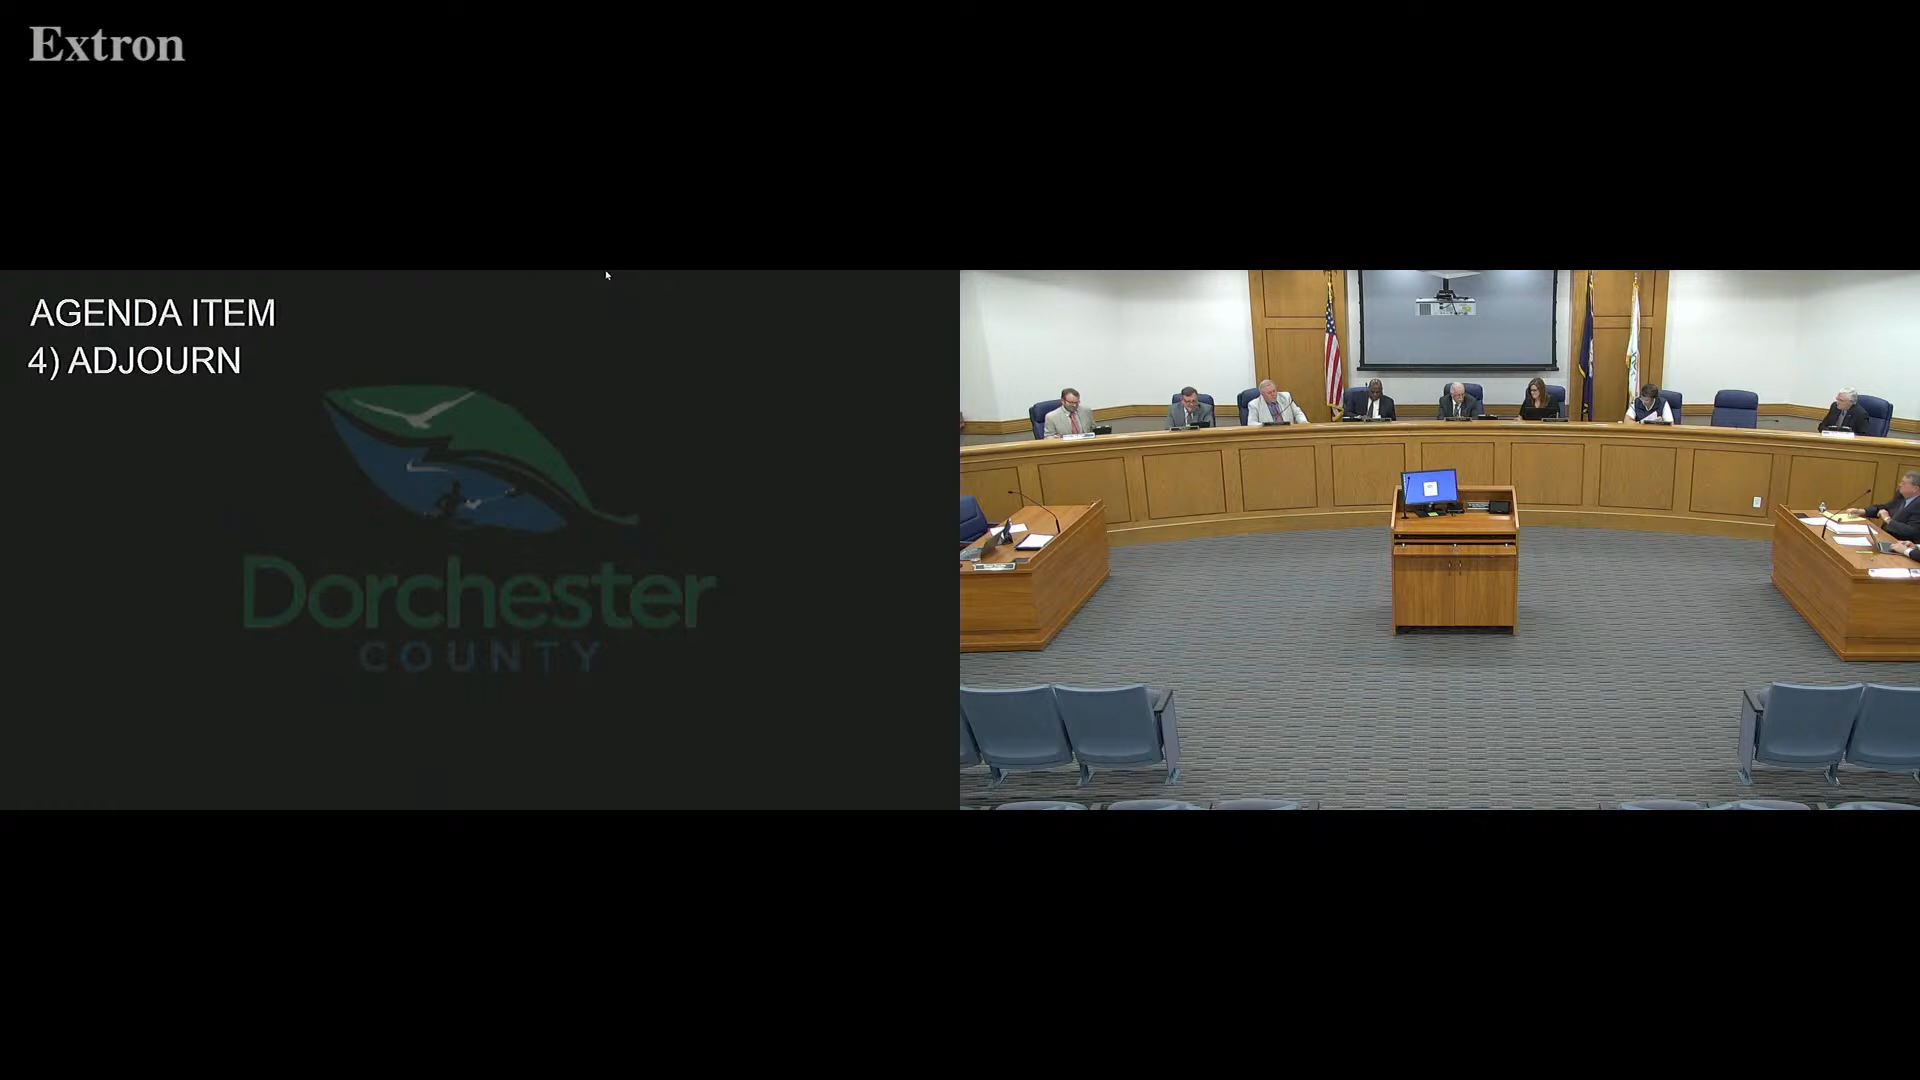 Extron
AGENDA ITEM
4) ADJOURN
Dorchester
COUNTY